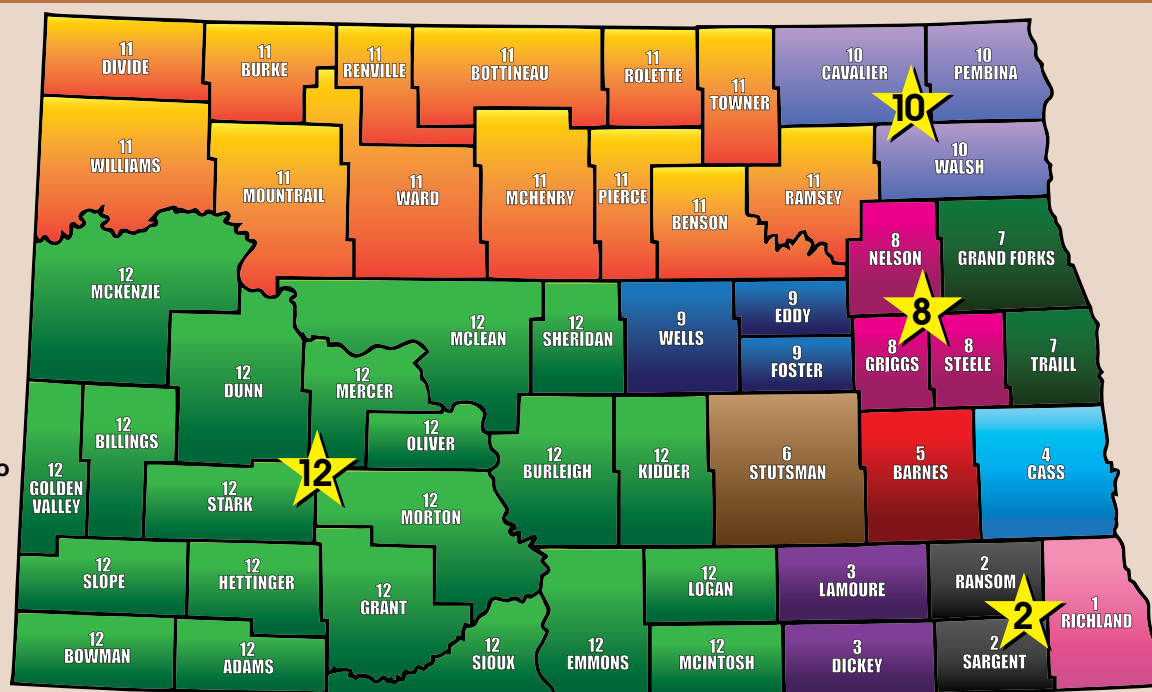 11
DIVIDE
11
BURKE
11
RENVILLE
11
BOTTINEAU
11
ROLETTE
11
TOWNER
10
CAVALIER
10
PEMBINA
10
11
WILLIAMS
11
MOUNTRAIL
11
WARD
11
MCHENRY
11
PIERCE
11
BENSON
11
RAMSEY
10
WALSH
12
MCKENZIE
8
NELSON
7
GRAND FORKS
12
MCLEAN
12
SHERIDAN
9
WELLS
9
EDDY
9
FOSTER
8
8
GRIGGS
8
STEELE
7
TRAILL
12
DUNN
12
MERCER
12
OLIVER
12
BILLINGS
12
GOLDEN
VALLEY
12
STARK
12
12
MORTON
12
BURLEIGH
12
KIDDER
6
STUTSMAN
5
BARNES
4
CASS
12
SLOPE
12
HETTINGER
12
GRANT
12
LOGAN
3
LAMOURE
2
RANSOM
2
1
RICHLAND
12
BOWMAN
12
ADAMS
12
SIOUX
12
EMMONS
12
MCINTOSH
3
DICKEY
2
SARGENT